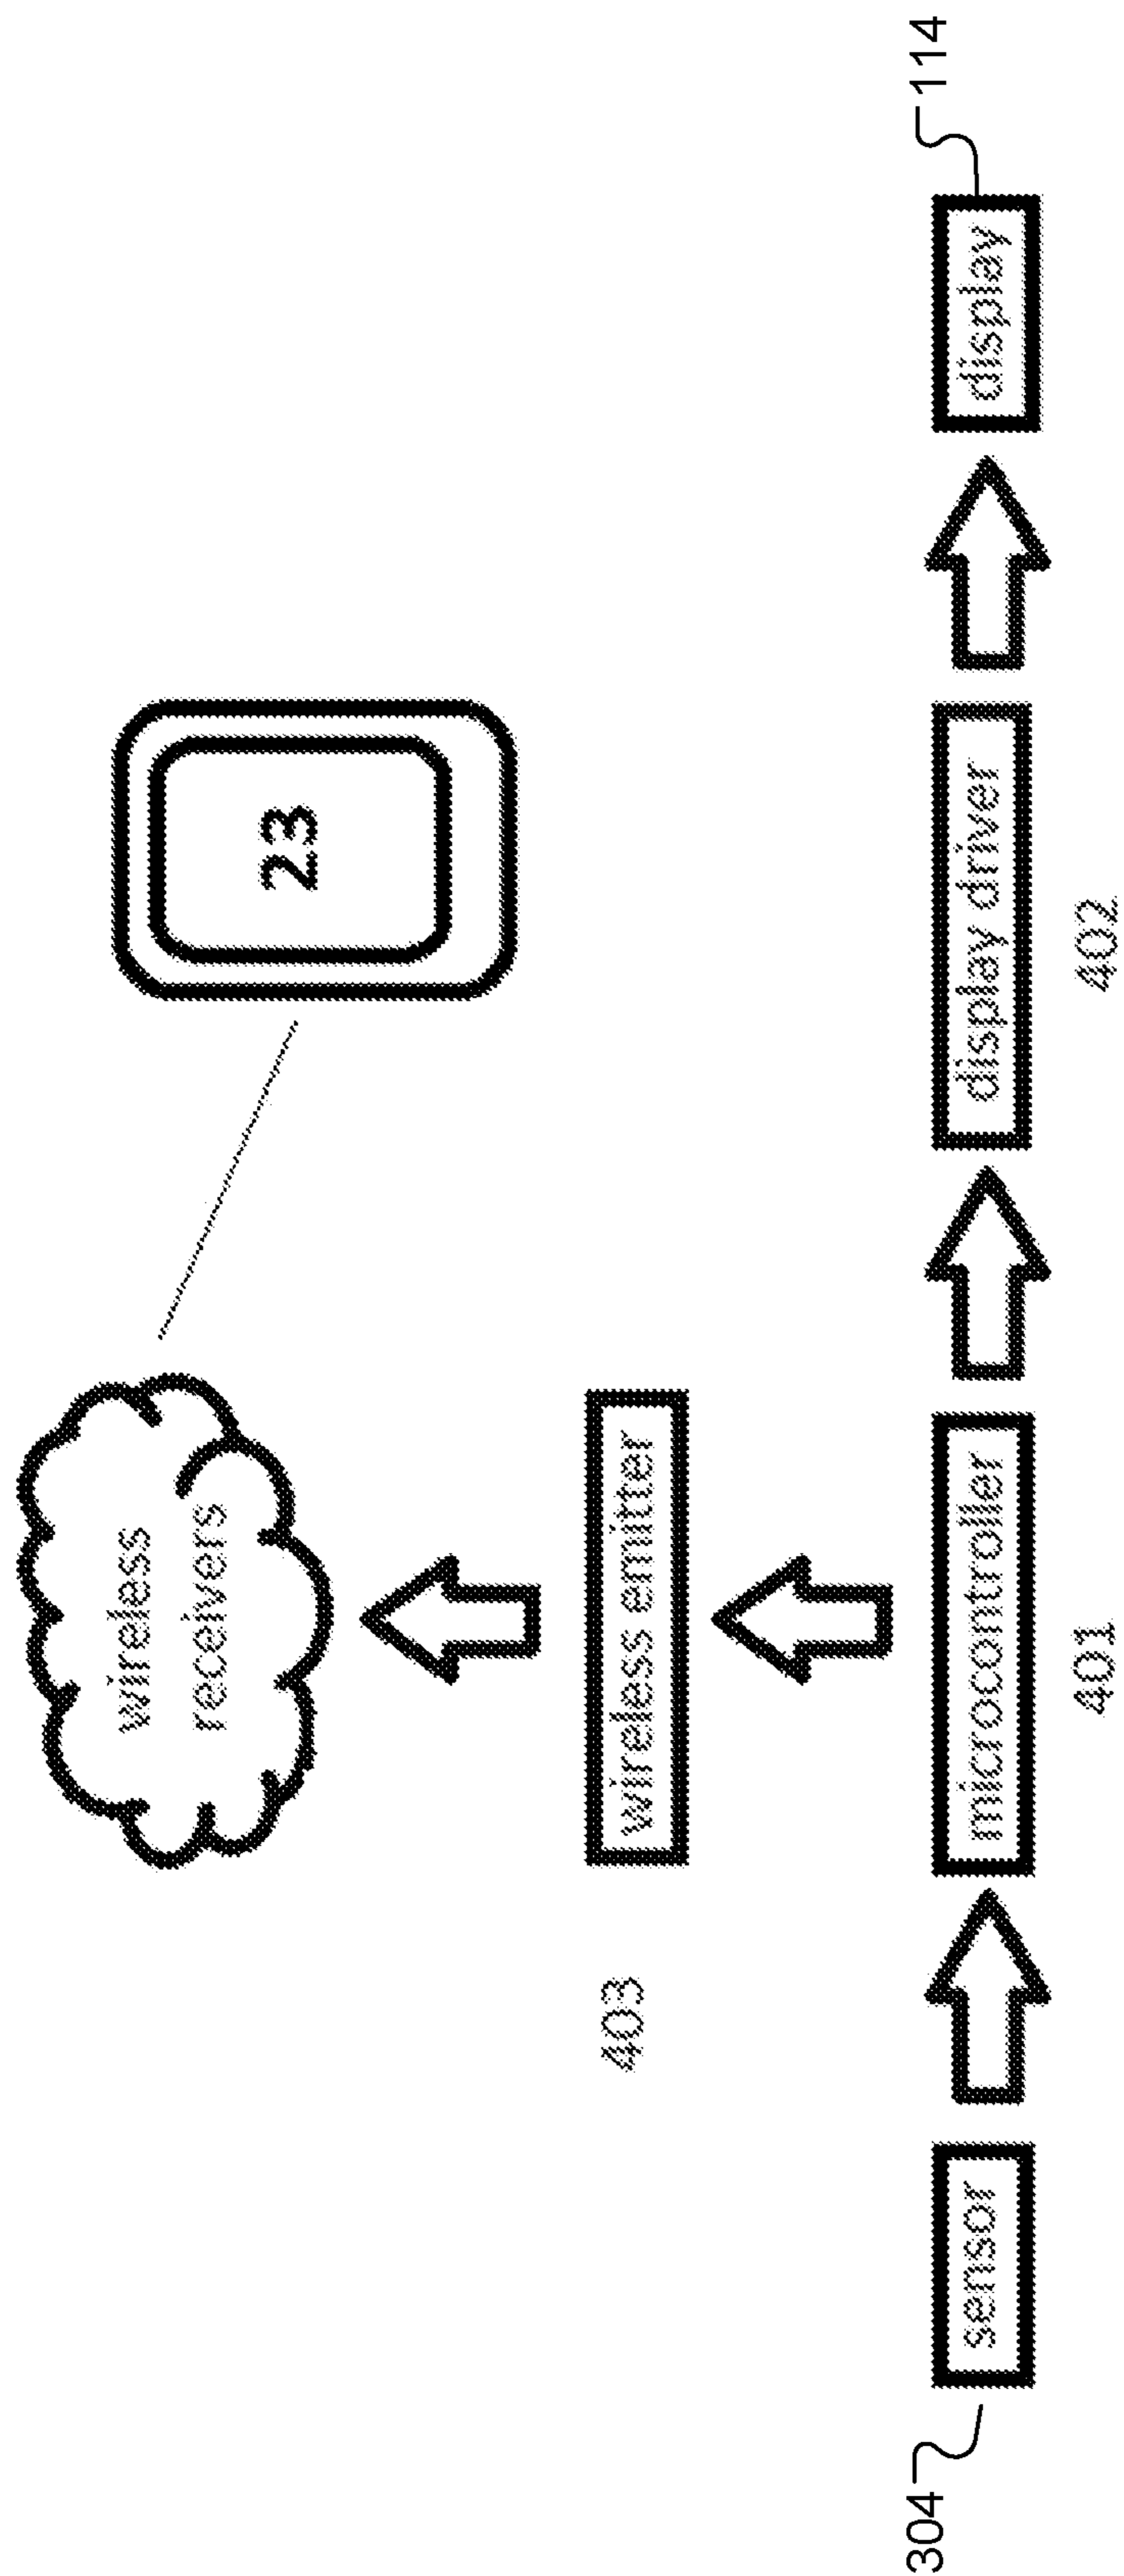 wireless
receivers
23
403
wireless emitter
304
sensor
microcontroller
display driver
display
114
401
402